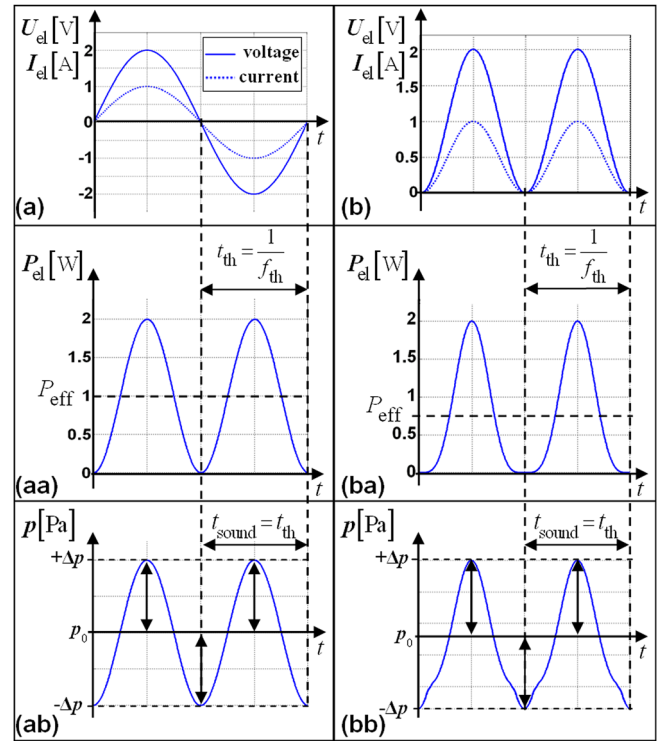 U_el [V]
I_el [A]
voltage
current
2
1
0
-1
-2
t
(a)
U_el [V]
I_el [A]
2
1.5
1
0.5
0
t
(b)
P_el [W]
t_th = 1/f_th
2
1.5
P_eff 1
0.5
0
t
(aa)
P_el [W]
t_th = 1/f_th
2
1.5
1
P_eff
0.5
0
t
(ba)
p[Pa]
t_sound = t_th
+Δp
p_0
t
-Δp
(ab)
p[Pa]
t_sound = t_th
+Δp
p_0
t
-Δp
(bb)